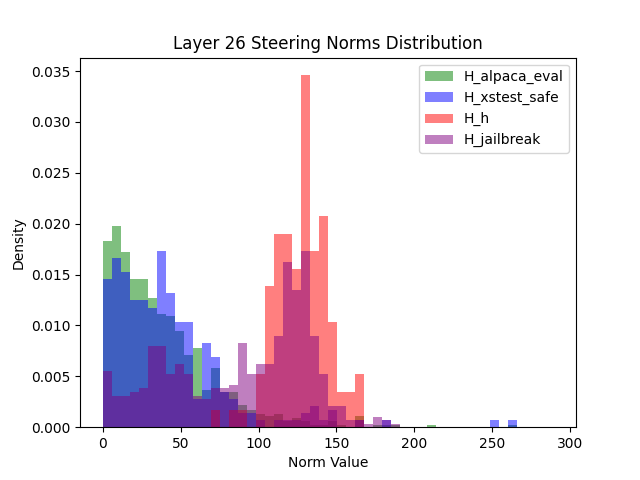 Layer 26 Steering Norms Distribution
H_alpaca_eval
H_xstest_safe
H_h
H_jailbreak
Density
0.035
0.030
0.025
0.020
0.015
0.010
0.005
0.000
0 50 100 150 200 250 300
Norm Value